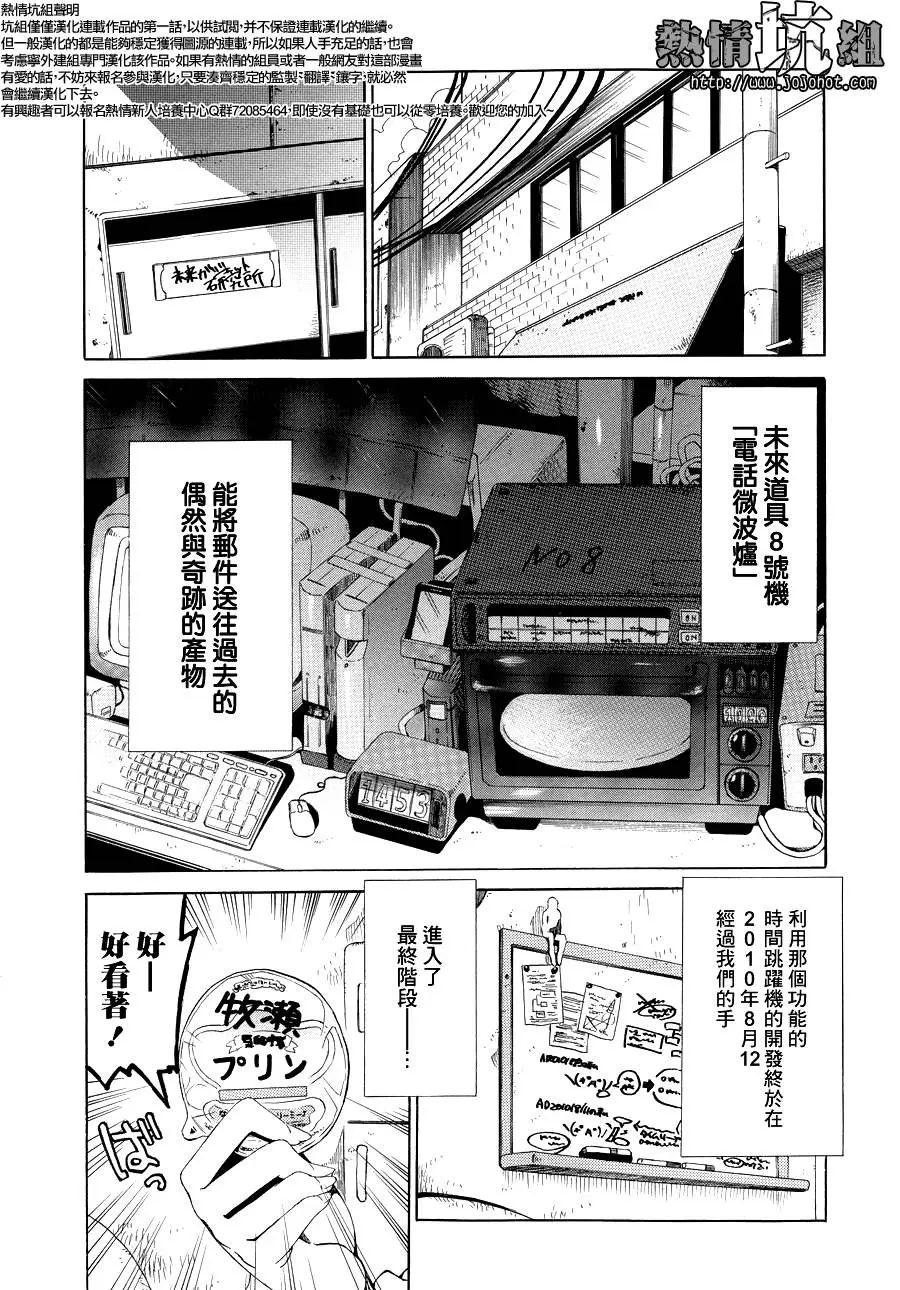 熱情坑組聲明
坑組僅僅漢化連載作品的第一話，以供試閱，并不保證連載漢化的繼續。
但一般漢化的都是能夠穩定獲得圖源的連載，所以如果人手充足的話，也會
考慮寧外建組專門漢化該作品。如果有熱情的組員或者一般網友對這部漫畫
有愛的話，不妨來報名參與漢化，只要湊齊穩定的監製、翻譯、鑲字，就必然
會繼續漢化下去。
有興趣者可以報名熱情新人培養中心Q群72085464，即使沒有基礎也可以從零培養。歡迎您的加入~
熱情坑組
http://www.jojohot.com
未来ガジェット
研究所
未來道具8號機
「電話微波爐」
能將郵件送往過去的
偶然與奇跡的產物
NO8
ON
ON
1453
利用那個功能的
時間跳躍機的開發終於在
2010年8月12
經過我們的手
進入了
最終階段——
好—
好看著！
牧瀬
プリン
ばっ